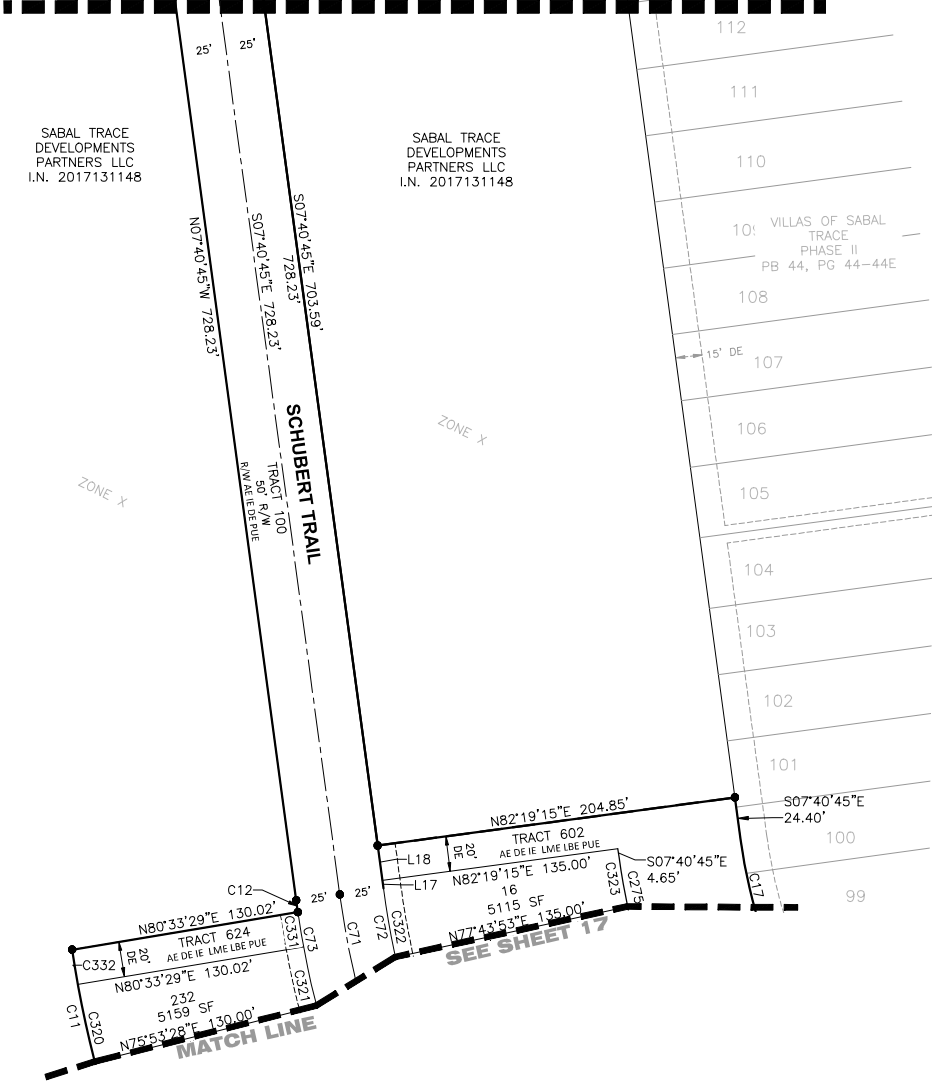 112
25'
25'
111
SABAL TRACE
DEVELOPMENTS
PARTNERS LLC
I.N. 2017131148
SABAL TRACE
DEVELOPMENTS
PARTNERS LLC
I.N. 2017131148
110
N07°40'45"W 728.23'
S07°40'45"E 728.23'
S07°40'45"E 703.59'
728.23'
VILLAS OF SABAL
TRACE
PHASE II
PB 44, PG 44-44E
108
15' DE
107
106
105
ZONE X
ZONE X
SCHUBERT TRAIL
TRACT 100
50' R/W
R/W AE IE DE PUE
104
103
102
101
S07°40'45"E
24.40'
100
99
C17
N82°19'15"E 204.85'
TRACT 602
AE DE IE LME LBE PUE
20'
DE
L18
L17
N82°19'15"E 135.00'
S07°40'45"E
4.65'
16
5115 SF
C323
C275
N77°43'53"E 135.00'
SEE SHEET 17
C12
25'
25'
C71
C72
C322
N80°33'29"E 130.02'
C331
C73
TRACT 624
AE DE IE LME LBE PUE
20'
DE
C332
N80°33'29"E 130.02'
C321
232
5159 SF
C11
C320
N75°53'28"E 130.00'
MATCH LINE